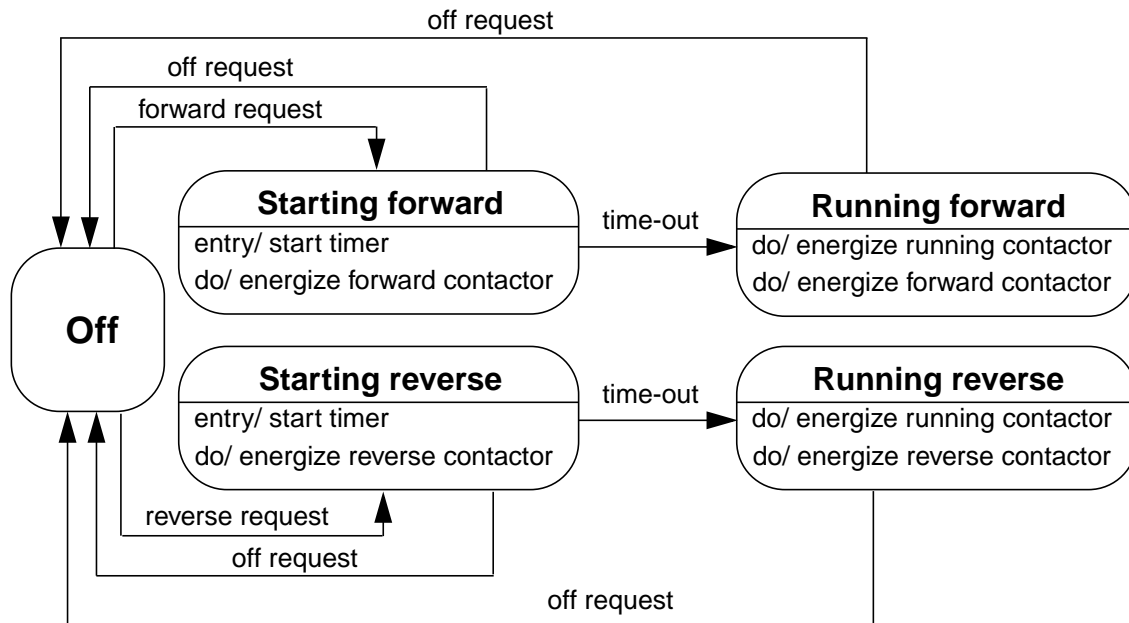 off request
off request
forward request
Starting forward
entry/ start timer
do/ energize forward contactor
time-out
Running forward
do/ energize running contactor
do/ energize forward contactor
Off
Starting reverse
entry/ start timer
do/ energize reverse contactor
time-out
Running reverse
do/ energize running contactor
do/ energize reverse contactor
reverse request
off request
off request